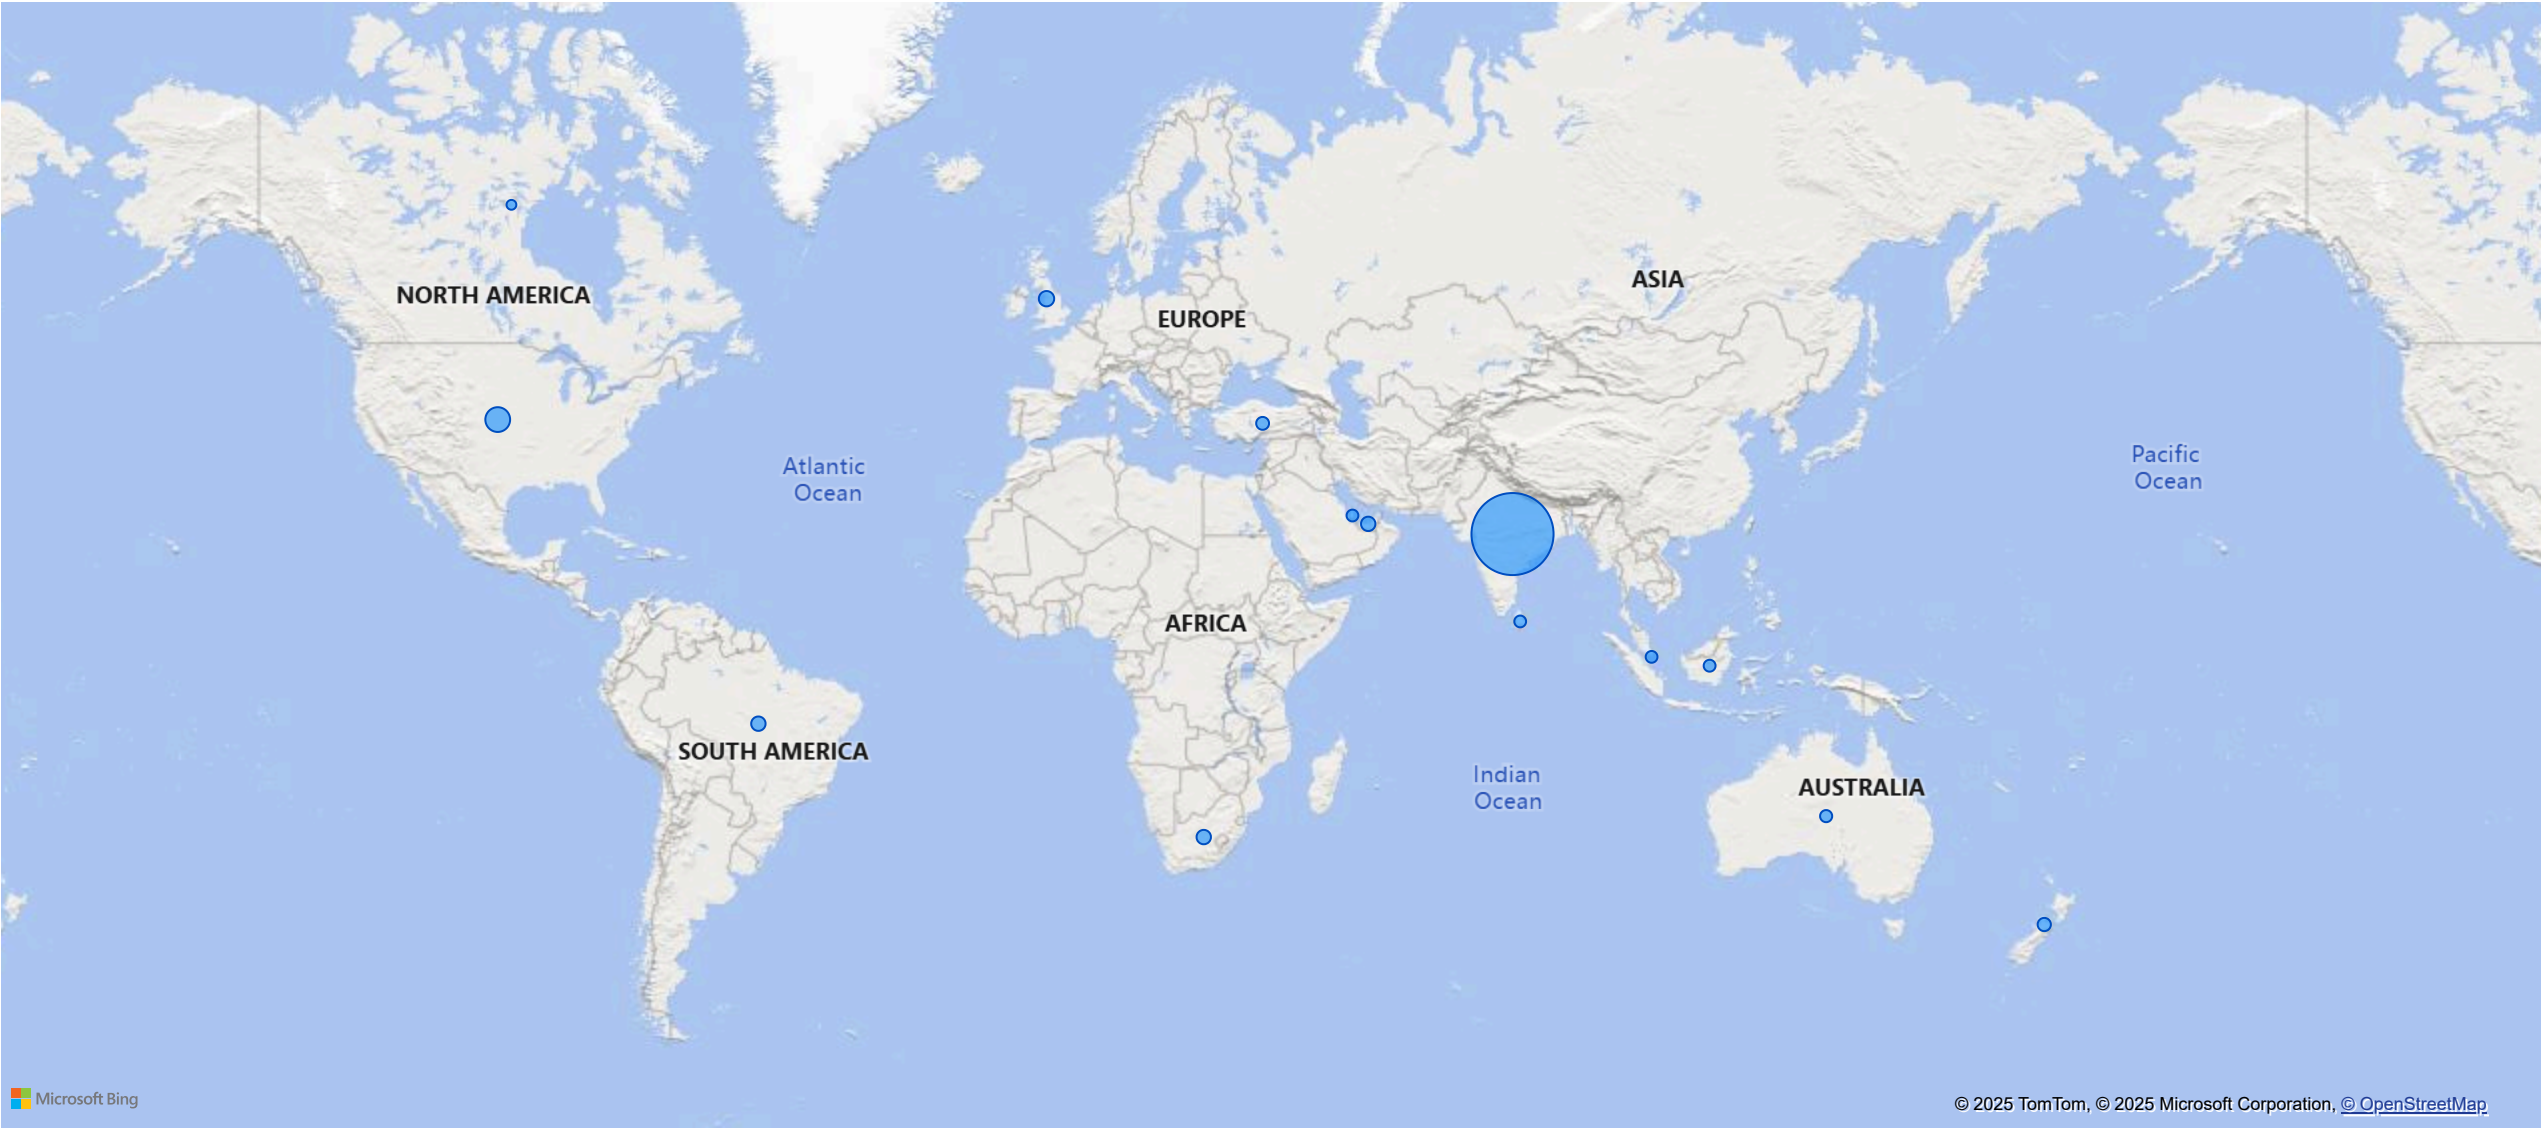 NORTH AMERICA
EUROPE
ASIA
Atlantic
Ocean
Pacific
Ocean
AFRICA
SOUTH AMERICA
Indian
Ocean
AUSTRALIA
Microsoft Bing
© 2025 TomTom, © 2025 Microsoft Corporation, © OpenStreetMap